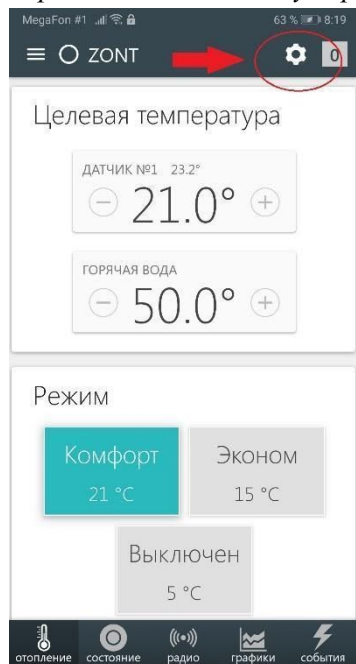 MegaFon #1 63 % 8:19
ZONT 0
Целевая температура
ДАТЧИК №1 23.2°
21.0°
ГОРЯЧАЯ ВОДА
50.0°
Режим
Комфорт Эконом
21 °C 15 °C
Выключен
5 °C
отопление состояние радио графики события